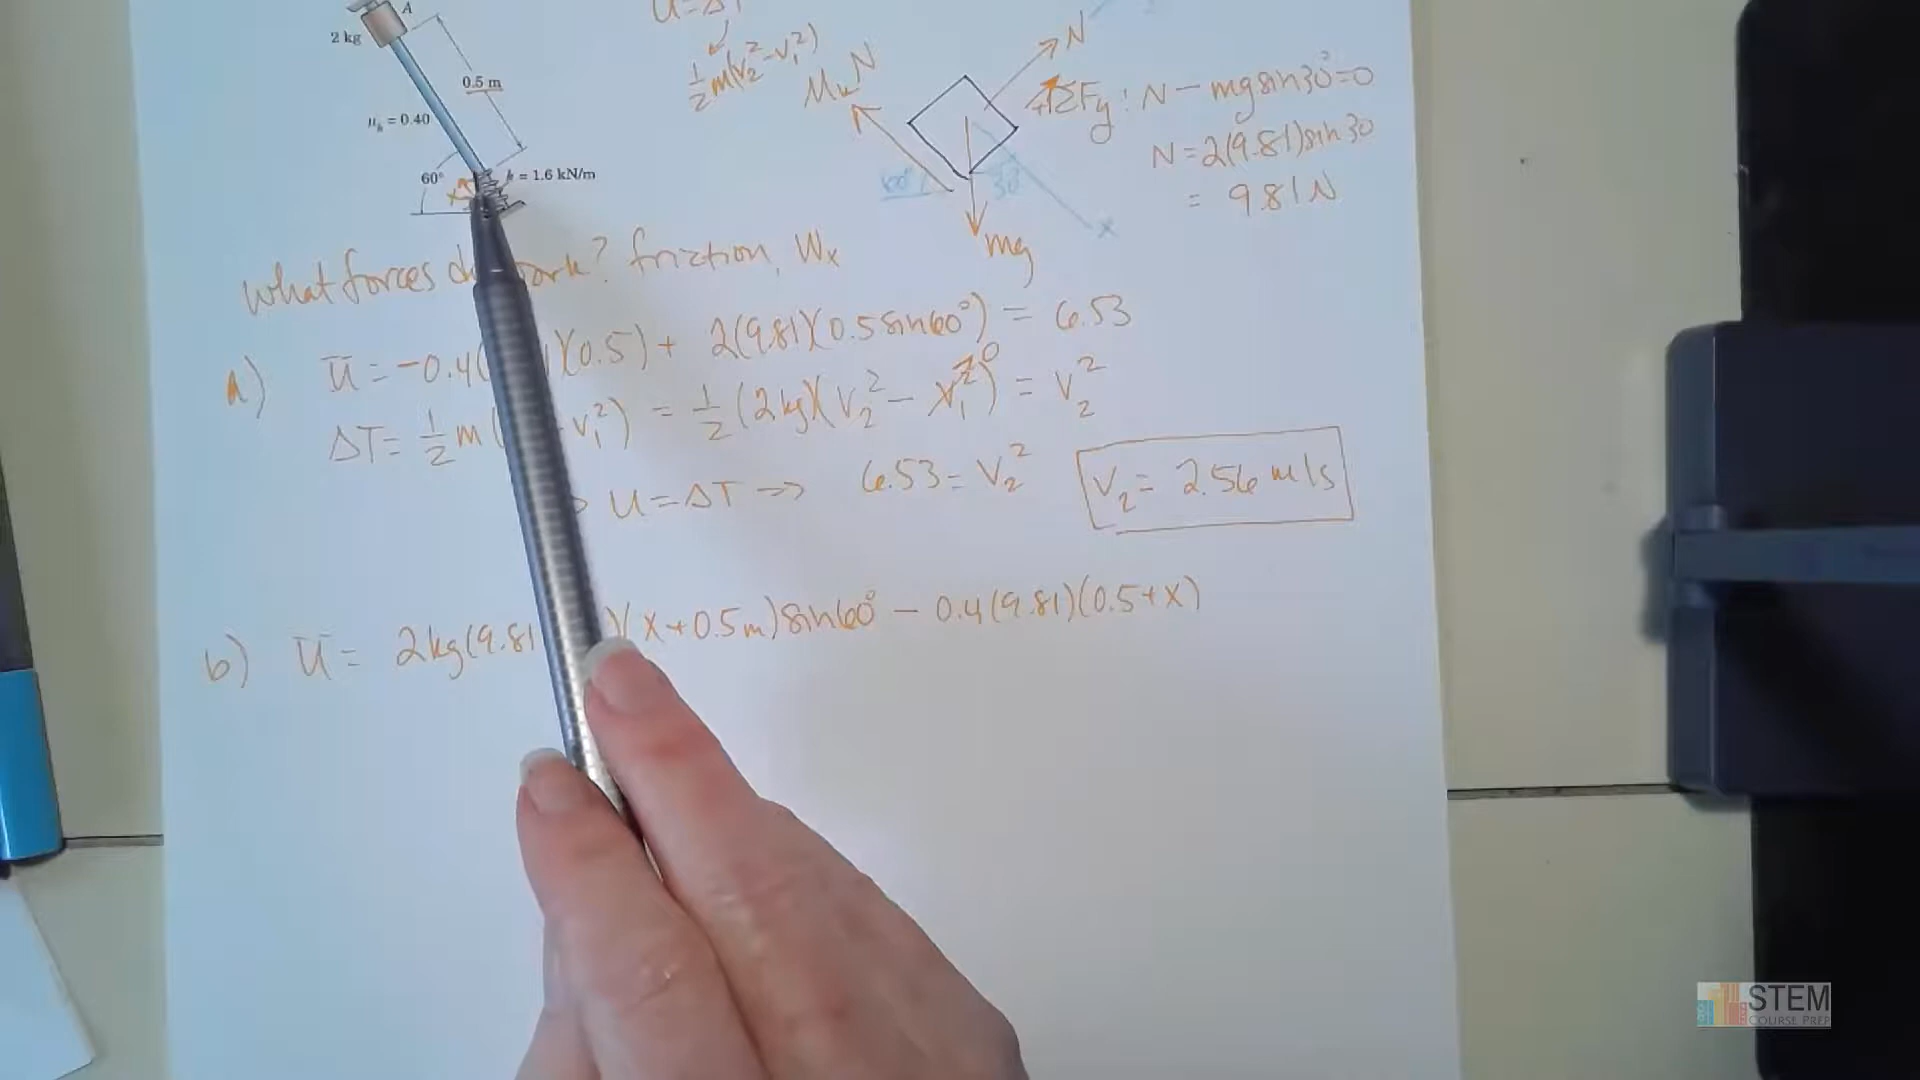 A
2 kg
0.5 m
μk = 0.40
60°
x
k = 1.6 kN/m
U = ΔT
½m(v₂² - v₁²)
μkN
N
mg
60°
30
x
+ΣFy: N - mg sin30° = 0
N = 2(9.81) sin 30
= 9.81 N
What forces work? friction, Wx
a) U = -0.4( )(0.5) + 2(9.81)(0.5 sin 60°) = 6.53
ΔT = ½m( v₁²) = ½(2kg)(v₂² - v₁²) 0 = v₂²
U = ΔT → 6.53 = v₂² v₂ = 2.56 m/s
b) U = 2kg(9.81 )(x + 0.5m) sin60° - 0.4(9.81)(0.5+x)
STEM
COURSE PREP